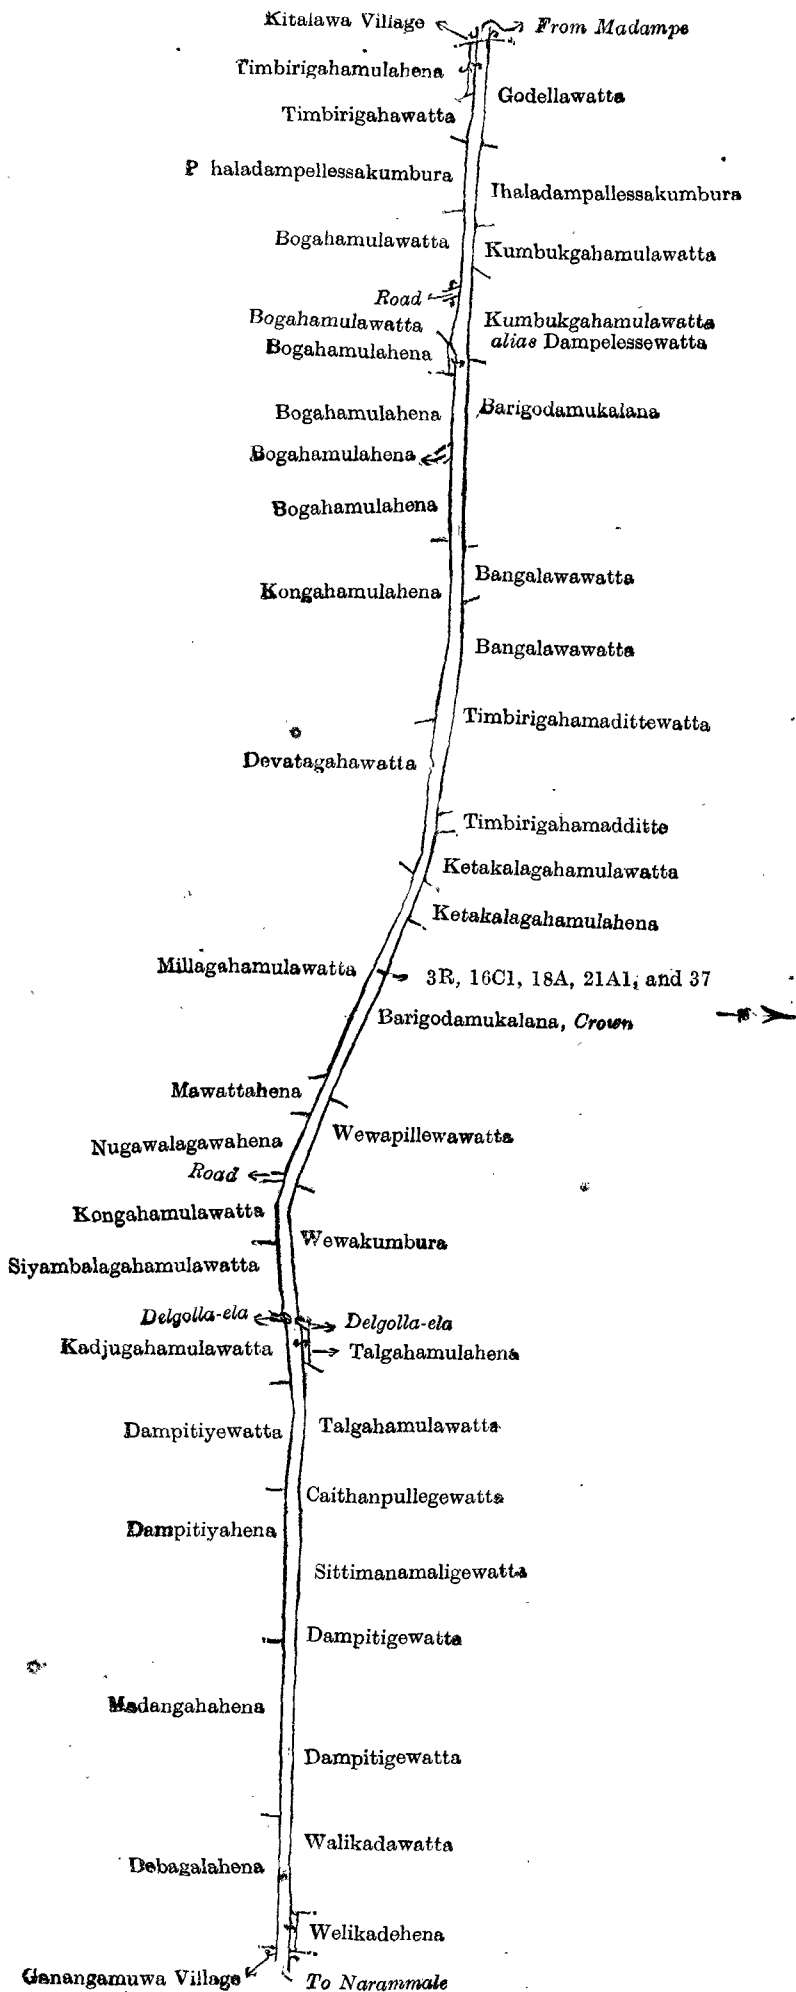 Kitalawa Village
From Madampe
Timbirigahamulahena
Godellawatta
Timbirigahawatta
P haladampellessakumbura
Ihaladampallessakumbura
Bogahamulawatta
Kumbukgahamulawatta
Road
Bogahamulawatta
Kumbukgahamulawatta
alias Dampelessewatta
Bogahamulahena
Bogahamulahena
Barigodamukalana
Bogahamulahena
Bogahamulahena
Bangalawawatta
Kongahamulahena
Bangalawawatta
Timbirigahamadittewatta
Devatagahawatta
Timbirigahamadditte
Ketakalagahamulawatta
Ketakalagahamulahena
Millagahamulawatta
3R, 16C1, 18A, 21A1, and 37
Barigodamukalana, Crown
Mawattahena
Wewapillewawatta
Nugawalagawahena
Road
Kongahamulawatta
Wewakumbura
Siyambalagahamulawatta
Delgolla-ela
Delgolla-ela
Kadjugahamulawatta
Talgahamulahena
Dampitiyewatta
Talgahamulawatta
Caithanpullegewatta
Dampitiyahena
Sittimanamaligewatta
Dampitigewatta
Madangahahena
Dampitigewatta
Walikadawatta
Debagalahena
Welikadehena
Ganangamuwa Village
To Narammale